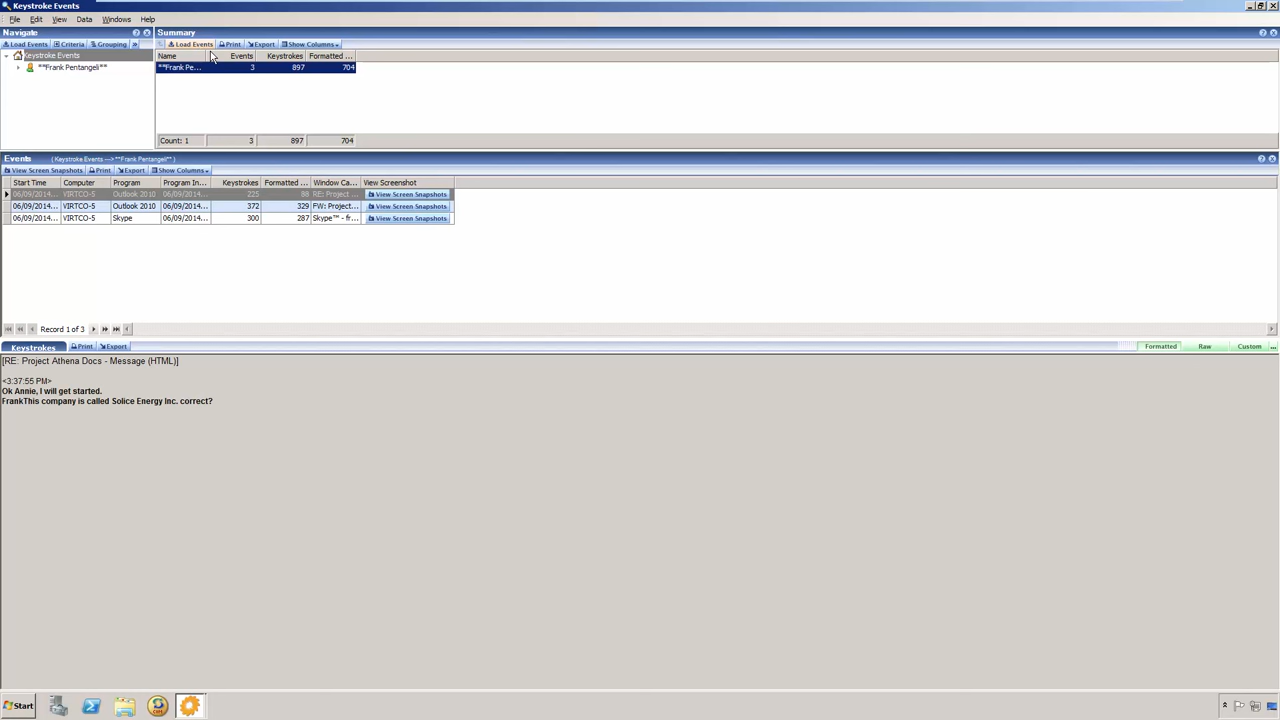 Keystroke Events
File Edit View Data Windows Help
Navigate
Summary
Load Events Criteria Grouping »
Load Events Print Export Show Columns
Keystroke Events
**Frank Pentangeli**
Name Events Keystrokes Formatted ...
**Frank Pe... 3 897 704
Count: 1 3 897 704
Events ( Keystroke Events ---> **Frank Pentangeli** )
View Screen Snapshots Print Export Show Columns
Start Time Computer Program Program In... Keystrokes Formatted ... Window Ca... View Screenshot
06/09/2014... VIRTCO-5 Outlook 2010 06/09/2014... 225 88 RE: Project ... View Screen Snapshots
06/09/2014... VIRTCO-5 Outlook 2010 06/09/2014... 372 329 FW: Project... View Screen Snapshots
06/09/2014... VIRTCO-5 Skype 06/09/2014... 300 287 Skype™ - fr... View Screen Snapshots
Record 1 of 3
Keystrokes Print Export Formatted Raw Custom ...
[RE: Project Athena Docs - Message (HTML)]
<3:37:55 PM>
Ok Annie, I will get started.
FrankThis company is called Solice Energy Inc. correct?
Start